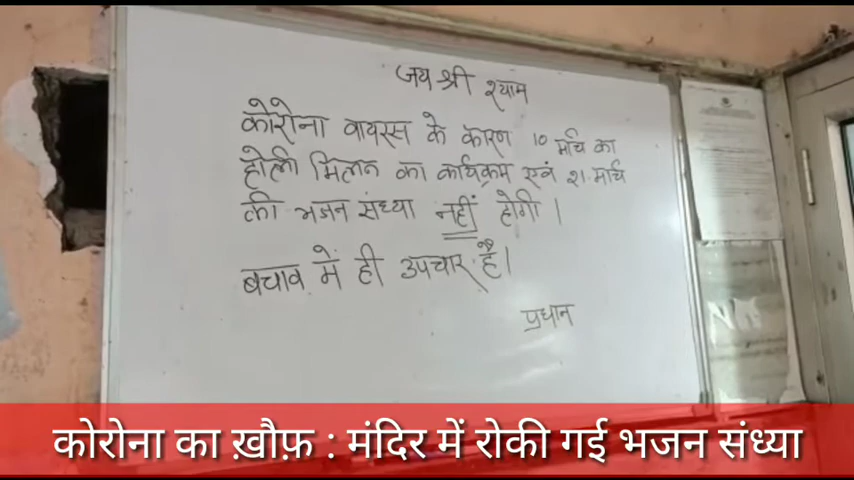 जय श्री श्याम
कोरोना वायरस के कारण 10 मार्च का
होली मिलन का कार्यक्रम एवं 21 मार्च
की भजन संध्या नहीं होगी ।
बचाव में ही उपचार है।
प्रधान
कोरोना का ख़ौफ़ : मंदिर में रोकी गई भजन संध्या